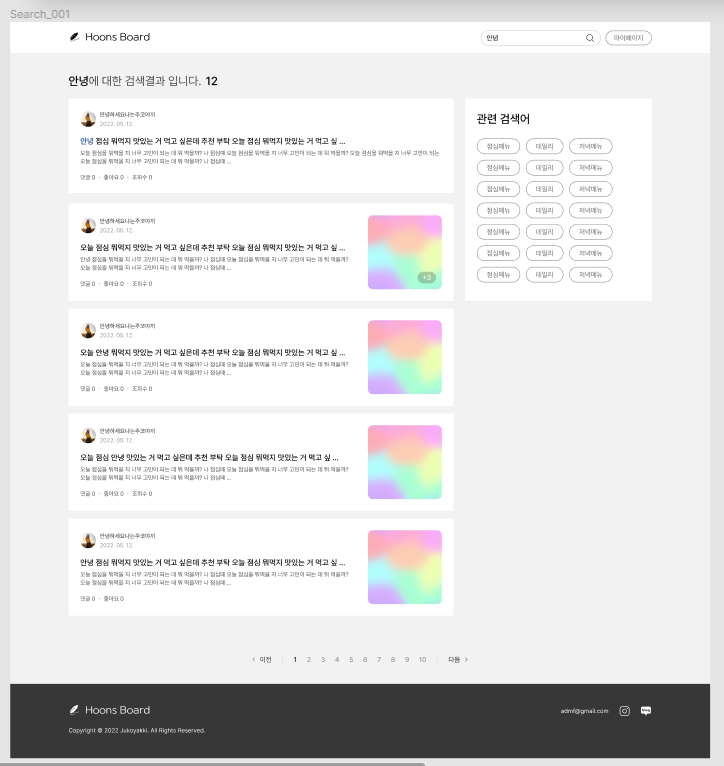 Search_001
Hoons Board
안녕
마이페이지
안녕에 대한 검색결과 입니다. 12
안녕하세요나는주코야끼
2022. 05. 12.
안녕 점심 뭐먹지 맛있는 거 먹고 싶은데 추천 부탁 오늘 점심 뭐먹지 맛있는 거 먹고 싶 ...
오늘 점심을 뭐먹을 지 너무 고민이 되는 데 뭐 먹을까? 나 점심때 오늘 점심을 뭐먹을 지 너무 고민이 되는 데 뭐 먹을까? 오늘 점심을 뭐먹을 지 너무 고민이 되는
오늘 점심을 뭐먹을 지 너무 고민이 되는 데 뭐 먹을까? 나 점심때 ...
댓글 0 · 좋아요 0 · 조회수 0
안녕하세요나는주코야끼
2022. 05. 12.
오늘 점심 뭐먹지 맛있는 거 먹고 싶은데 추천 부탁 오늘 점심 뭐먹지 맛있는 거 먹고 싶 ...
안녕 점심을 뭐먹을 지 너무 고민이 되는 데 뭐 먹을까? 나 점심때 오늘 점심을 뭐먹을 지 너무 고민이 되는 데 뭐 먹을까?
오늘 점심을 뭐먹을 지 너무 고민이 되는 데 뭐 먹을까? 나 점심때 ...
댓글 0 · 좋아요 0 · 조회수 0
+3
안녕하세요나는주코야끼
2022. 05. 12.
오늘 안녕 뭐먹지 맛있는 거 먹고 싶은데 추천 부탁 오늘 점심 뭐먹지 맛있는 거 먹고 싶 ...
오늘 점심을 뭐먹을 지 너무 고민이 되는 데 뭐 먹을까? 나 점심때 오늘 점심을 뭐먹을 지 너무 고민이 되는 데 뭐 먹을까?
오늘 점심을 뭐먹을 지 너무 고민이 되는 데 뭐 먹을까? 나 점심때 ...
댓글 0 · 좋아요 0 · 조회수 0
안녕하세요나는주코야끼
2022. 05. 12.
오늘 점심 안녕 맛있는 거 먹고 싶은데 추천 부탁 오늘 점심 뭐먹지 맛있는 거 먹고 싶 ...
오늘 점심을 뭐먹을 지 너무 고민이 되는 데 뭐 먹을까? 나 점심때 오늘 점심을 뭐먹을 지 너무 고민이 되는 데 뭐 먹을까?
오늘 점심을 뭐먹을 지 너무 고민이 되는 데 뭐 먹을까? 나 점심때 ...
댓글 0 · 좋아요 0 · 조회수 0
안녕하세요나는주코야끼
2022. 05. 12.
안녕 점심 뭐먹지 맛있는 거 먹고 싶은데 추천 부탁 오늘 점심 뭐먹지 맛있는 거 먹고 싶 ...
오늘 점심을 뭐먹을 지 너무 고민이 되는 데 뭐 먹을까? 나 점심때 오늘 점심을 뭐먹을 지 너무 고민이 되는 데 뭐 먹을까?
오늘 점심을 뭐먹을 지 너무 고민이 되는 데 뭐 먹을까? 나 점심때 ...
댓글 0 · 좋아요 0
관련 검색어
점심메뉴 데일리 저녁메뉴
점심메뉴 데일리 저녁메뉴
점심메뉴 데일리 저녁메뉴
점심메뉴 데일리 저녁메뉴
점심메뉴 데일리 저녁메뉴
점심메뉴 데일리 저녁메뉴
점심메뉴 데일리 저녁메뉴
< 이전 | 1 2 3 4 5 6 7 8 9 10 | 다음 >
Hoons Board
admf@gmail.com
Copyright © 2022 Jukoyakki. All Rights Reserved.